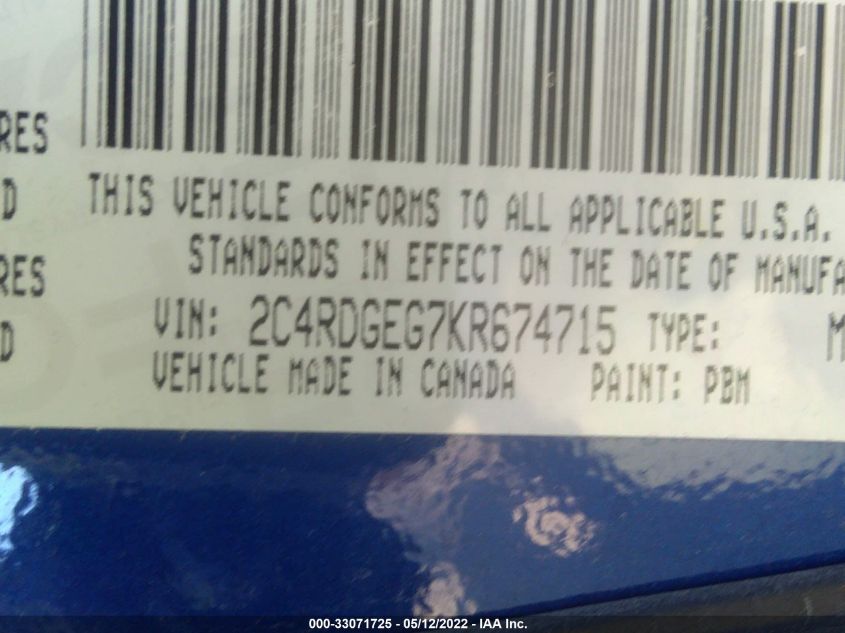 RES
D
THIS VEHICLE CONFORMS TO ALL APPLICABLE U.S.A.
STANDARDS IN EFFECT ON THE DATE OF MANUFA
RES
VIN: 2C4RDGEG7KR674715 TYPE: M
D
VEHICLE MADE IN CANADA PAINT: PBM
000-33071725 - 05/12/2022 - IAA Inc.